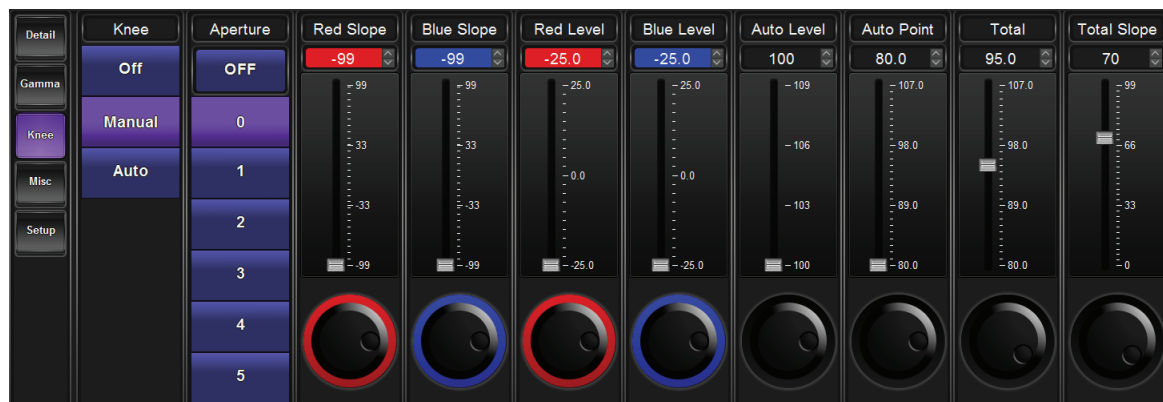 Detail
Gamma
Knee
Misc
Setup
Knee
Off
Manual
Auto
Aperture
OFF
0
1
2
3
4
5
Red Slope
-99
99
33
-33
-99
Blue Slope
-99
99
33
-33
-99
Red Level
-25.0
25.0
0.0
-25.0
Blue Level
-25.0
25.0
0.0
-25.0
Auto Level
100
109
106
103
100
Auto Point
80.0
107.0
98.0
89.0
80.0
Total
95.0
107.0
98.0
89.0
80.0
Total Slope
70
99
66
33
0